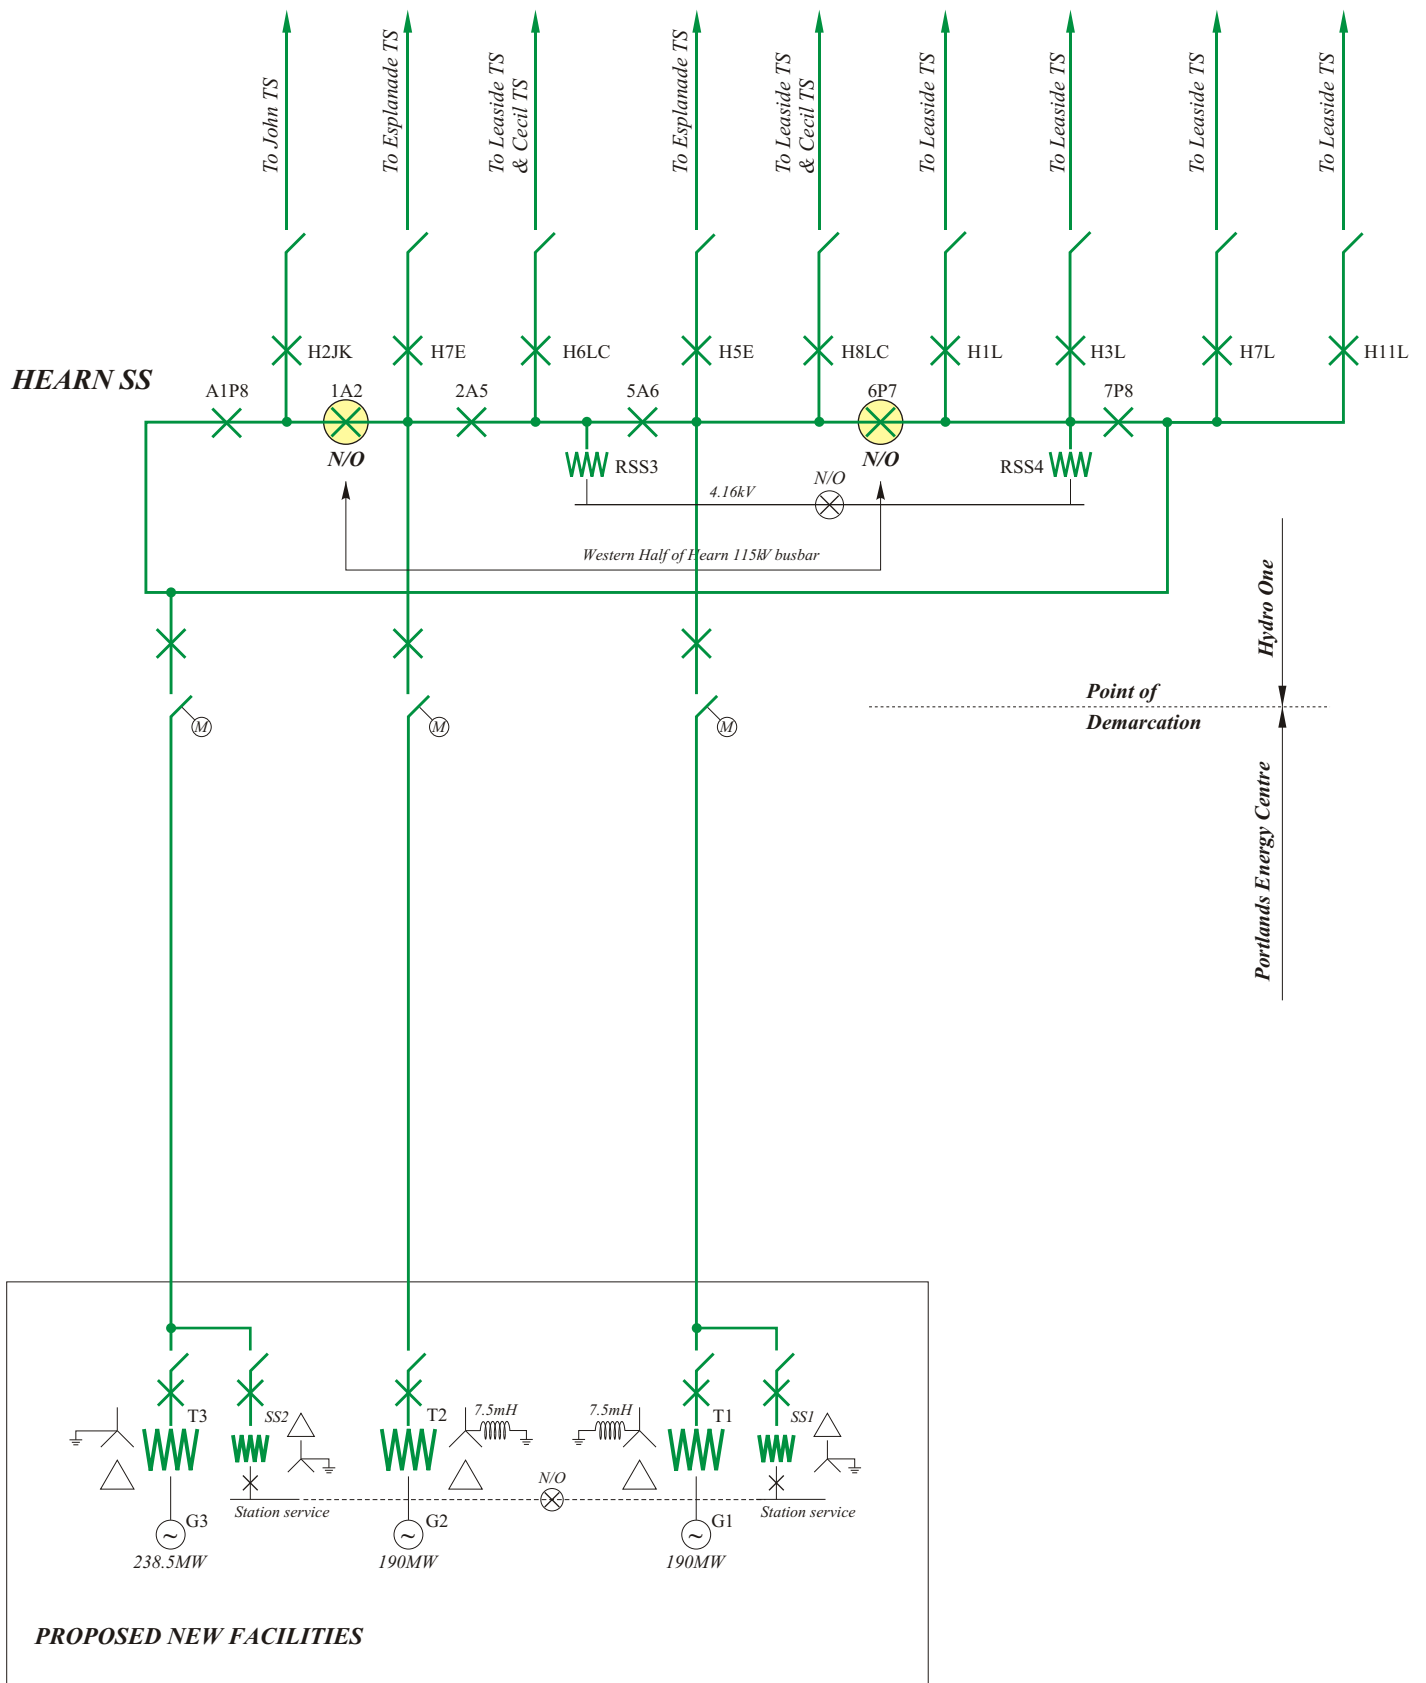 To John TS
To Esplanade TS
To Leaside TS
& Cecil TS
To Esplanade TS
To Leaside TS
& Cecil TS
To Leaside TS
To Leaside TS
To Leaside TS
To Leaside TS
H2JK
H7E
H6LC
H5E
H8LC
H1L
H3L
H7L
H11L
HEARN SS
A1P8
1A2
2A5
5A6
6P7
7P8
N/O
N/O
RSS3
RSS4
N/O
4.16kV
Western Half of Hearn 115kV busbar
Hydro One
Point of
Demarcation
M
M
M
Portlands Energy Centre
T3
SS2
T2
7.5mH
7.5mH
T1
SS1
N/O
Station service
Station service
G3
G2
G1
238.5MW
190MW
190MW
PROPOSED NEW FACILITIES